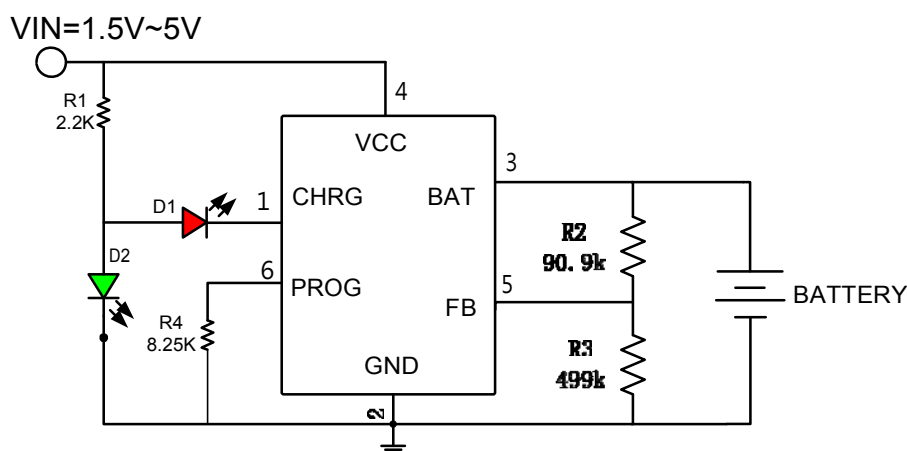 VIN=1.5V~5V
R1
2.2K
4
VCC
3
D1
1
CHRG
BAT
R2
90.9k
D2
6
PROG
5
FB
BATTERY
R4
8.25K
R3
499k
GND
2